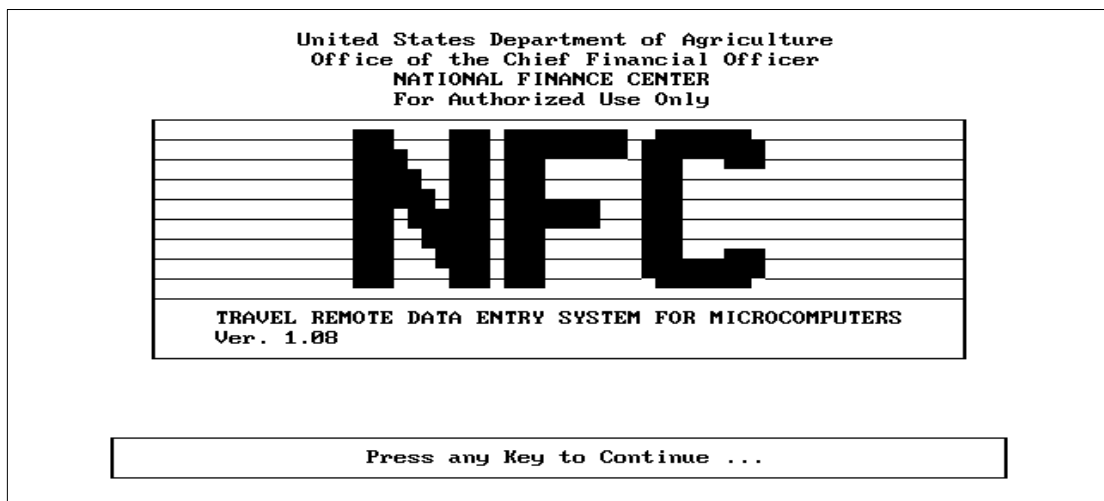 United States Department of Agriculture
Office of the Chief Financial Officer
NATIONAL FINANCE CENTER
For Authorized Use Only
NFC
TRAVEL REMOTE DATA ENTRY SYSTEM FOR MICROCOMPUTERS
Ver. 1.08
Press any Key to Continue ...